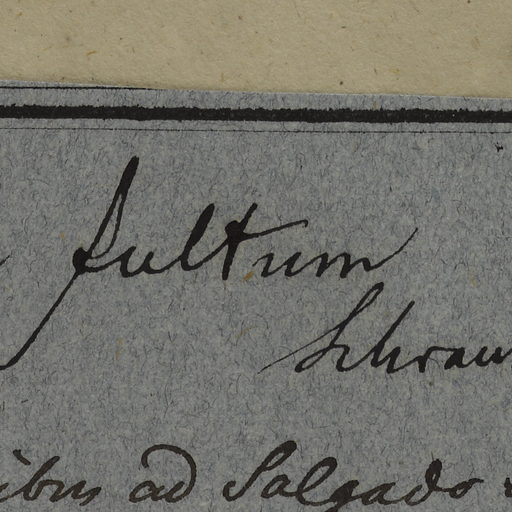 fultum
Schrau
ibus ad Salgado